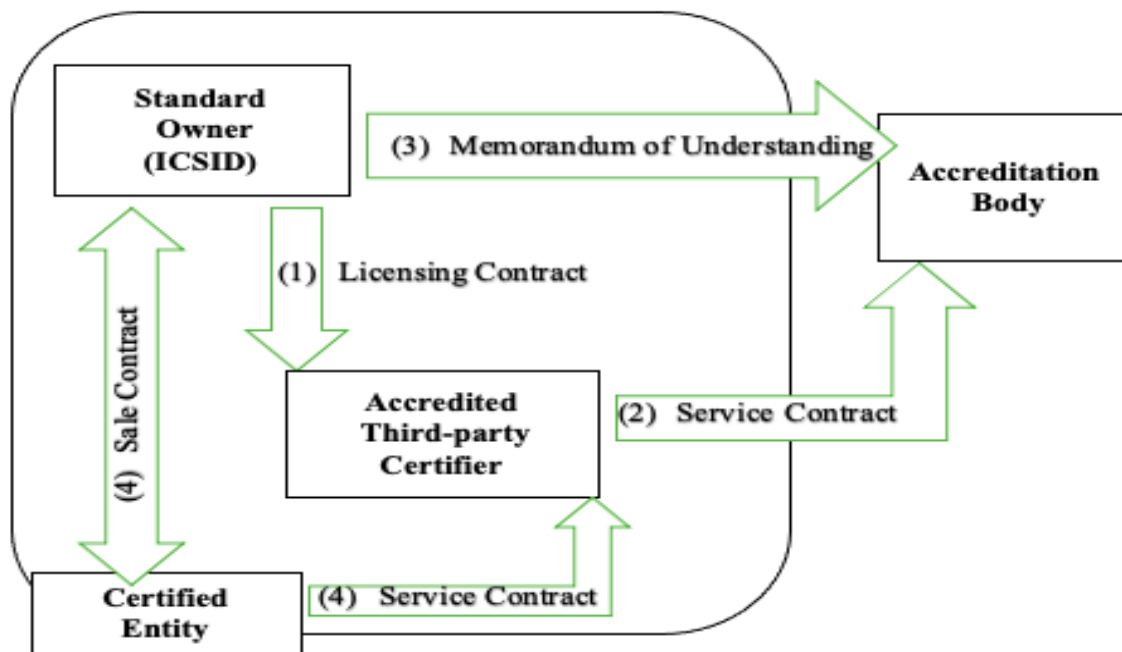 Standard
Owner
(ICSID)
(3) Memorandum of Understanding
Accreditation
Body
(1) Licensing Contract
(4) Sale Contract
Accredited
Third-party
Certifier
(2) Service Contract
Certified
Entity
(4) Service Contract